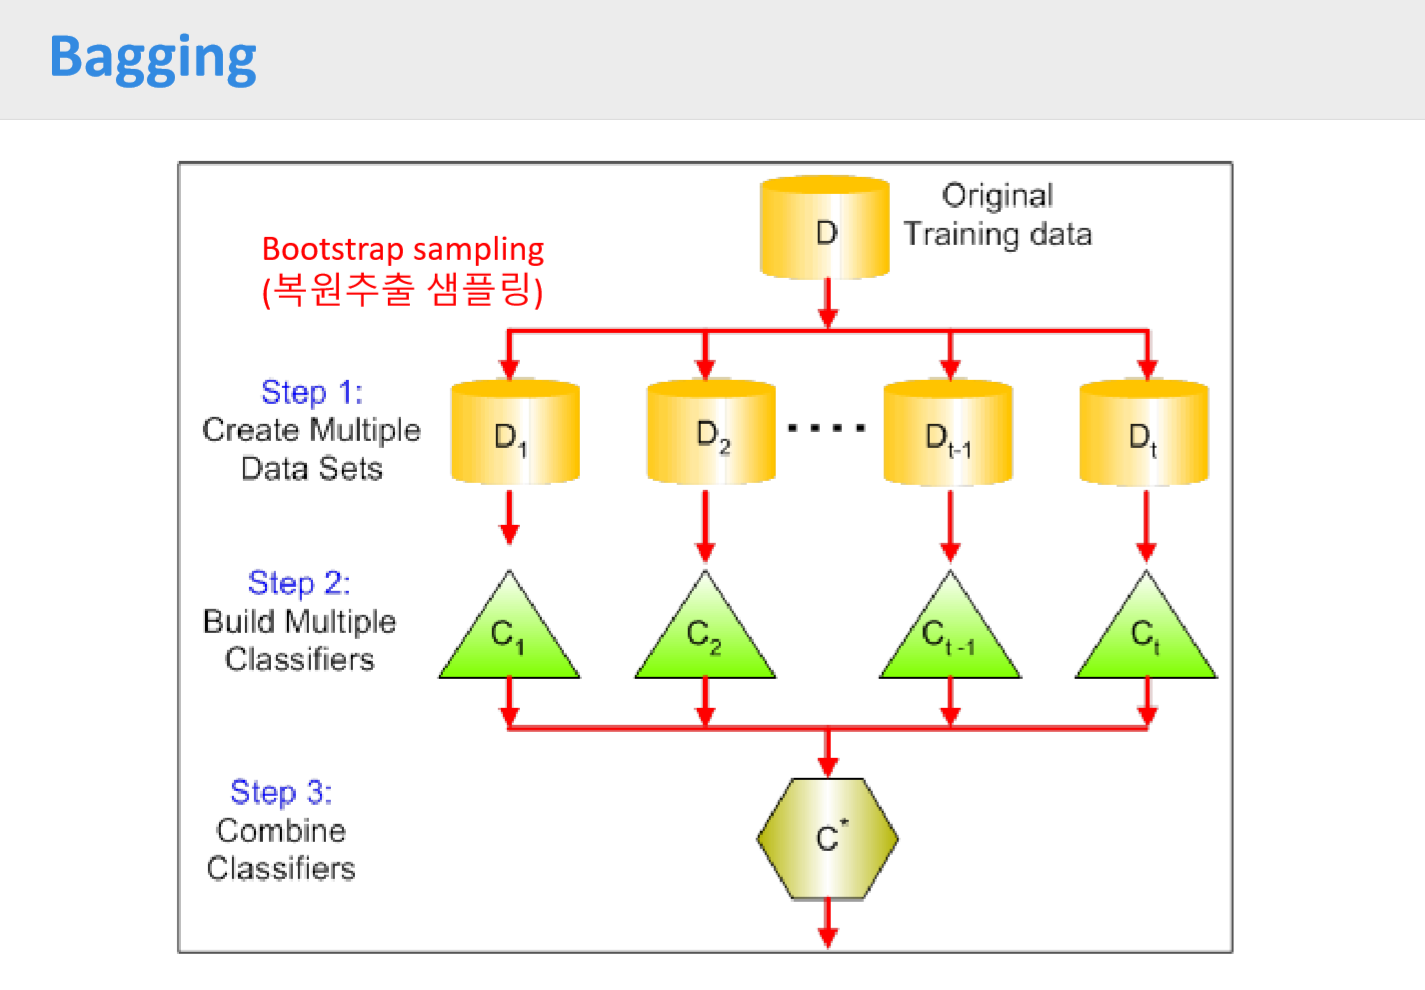 Bagging
D
Original
Training data
Bootstrap sampling
(복원추출 샘플링)
Step 1:
Create Multiple
Data Sets
D1
D2
Dt-1
Dt
Step 2:
Build Multiple
Classifiers
C1
C2
Ct -1
Ct
Step 3:
Combine
Classifiers
C*